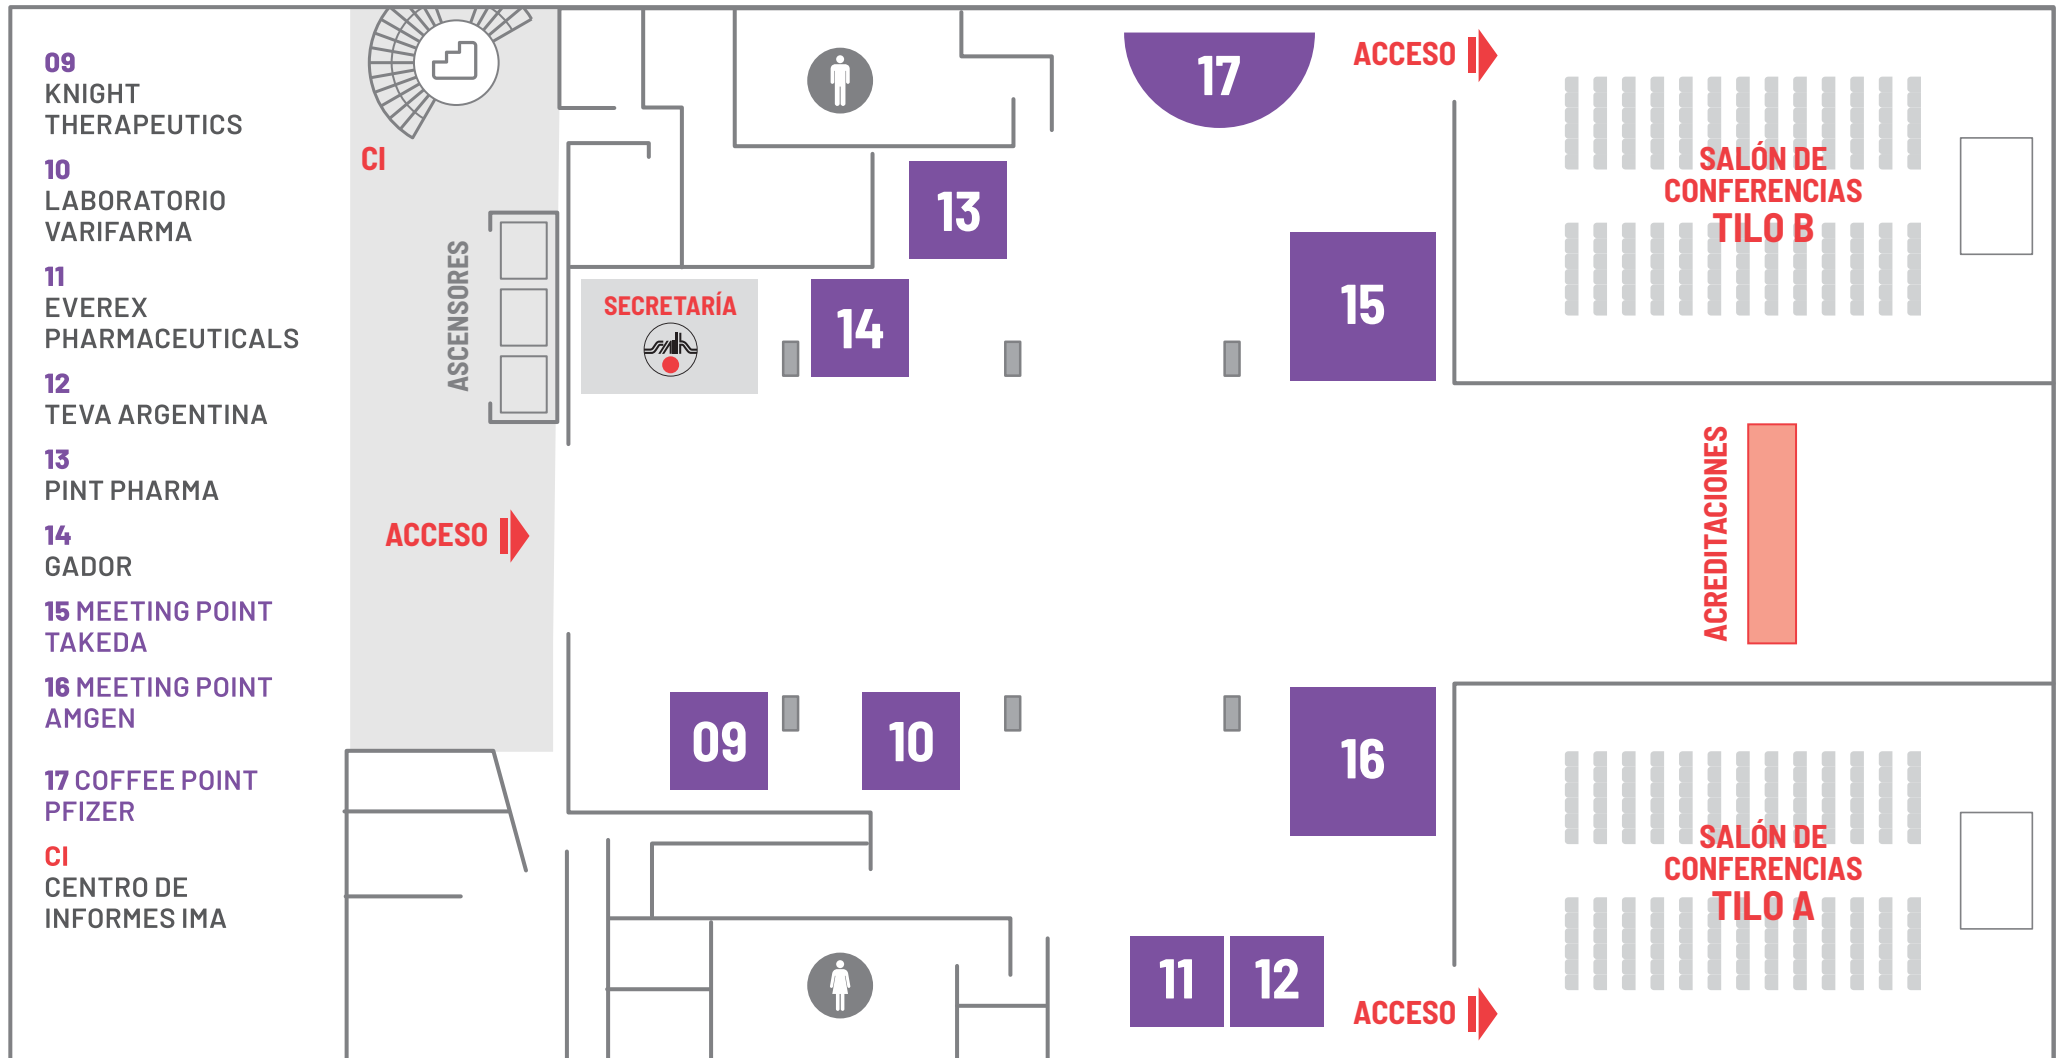 09
KNIGHT
THERAPEUTICS
10
LABORATORIO
VARIFARMA
11
EVEREX
PHARMACEUTICALS
12
TEVA ARGENTINA
13
PINT PHARMA
14
GADOR
15 MEETING POINT
TAKEDA
16 MEETING POINT
AMGEN
17 COFFEE POINT
PFIZER
CI
CENTRO DE
INFORMES IMA
CI
ASCENSORES
ACCESO
SECRETARÍA
13
14
17
15
ACCESO
SALÓN DE
CONFERENCIAS
TILO B
ACREDITACIONES
09
10
16
11
12
ACCESO
SALÓN DE
CONFERENCIAS
TILO A